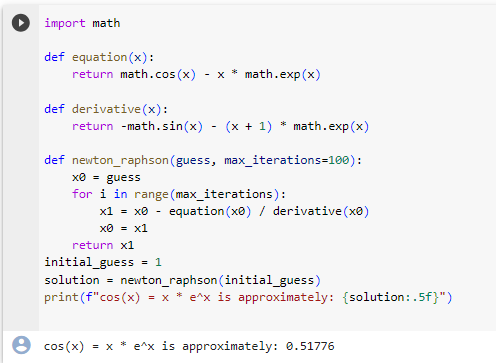 import math
def equation(x):
    return math.cos(x) - x * math.exp(x)
def derivative(x):
    return -math.sin(x) - (x + 1) * math.exp(x)
def newton_raphson(guess, max_iterations=100):
    x0 = guess
    for i in range(max_iterations):
        x1 = x0 - equation(x0) / derivative(x0)
        x0 = x1
    return x1
initial_guess = 1
solution = newton_raphson(initial_guess)
print(f"cos(x) = x * e^x is approximately: {solution:.5f}")
cos(x) = x * e^x is approximately: 0.51776